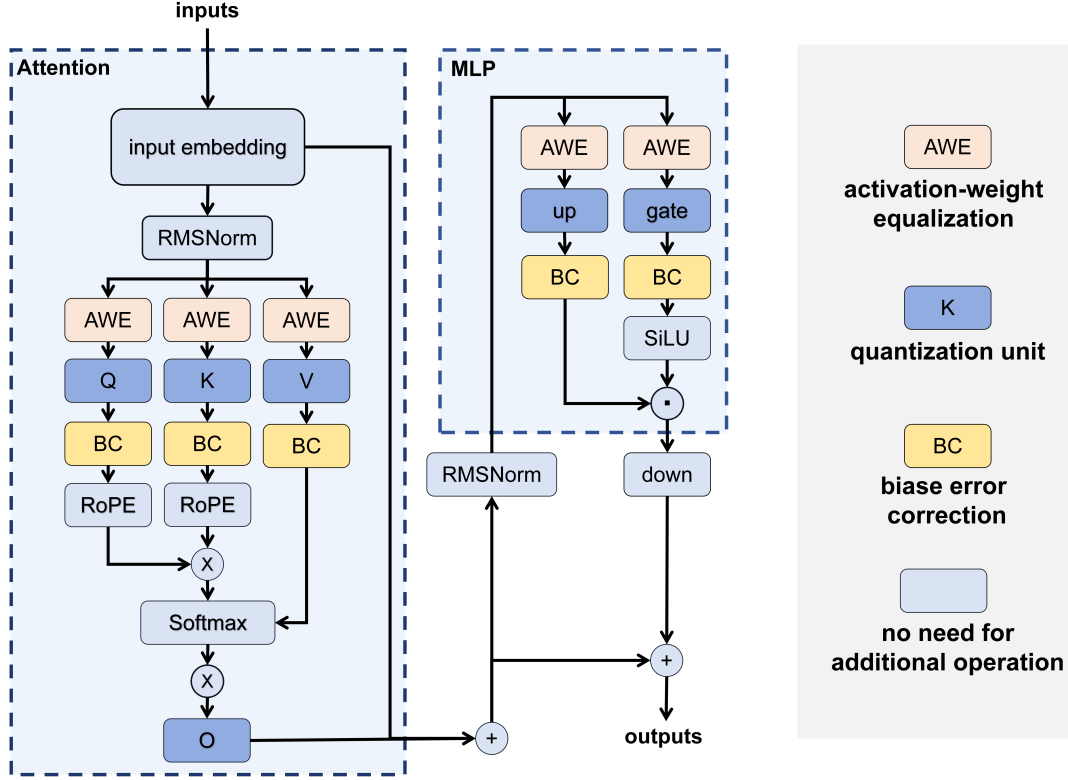 inputs
Attention
input embedding
RMSNorm
AWE AWE AWE
Q K V
BC BC BC
RoPE RoPE
X
Softmax
X
O
+
MLP
AWE AWE
up gate
BC BC
SiLU
RMSNorm
down
+
outputs
AWE
activation-weight
equalization
K
quantization unit
BC
biase error
correction
no need for
additional operation